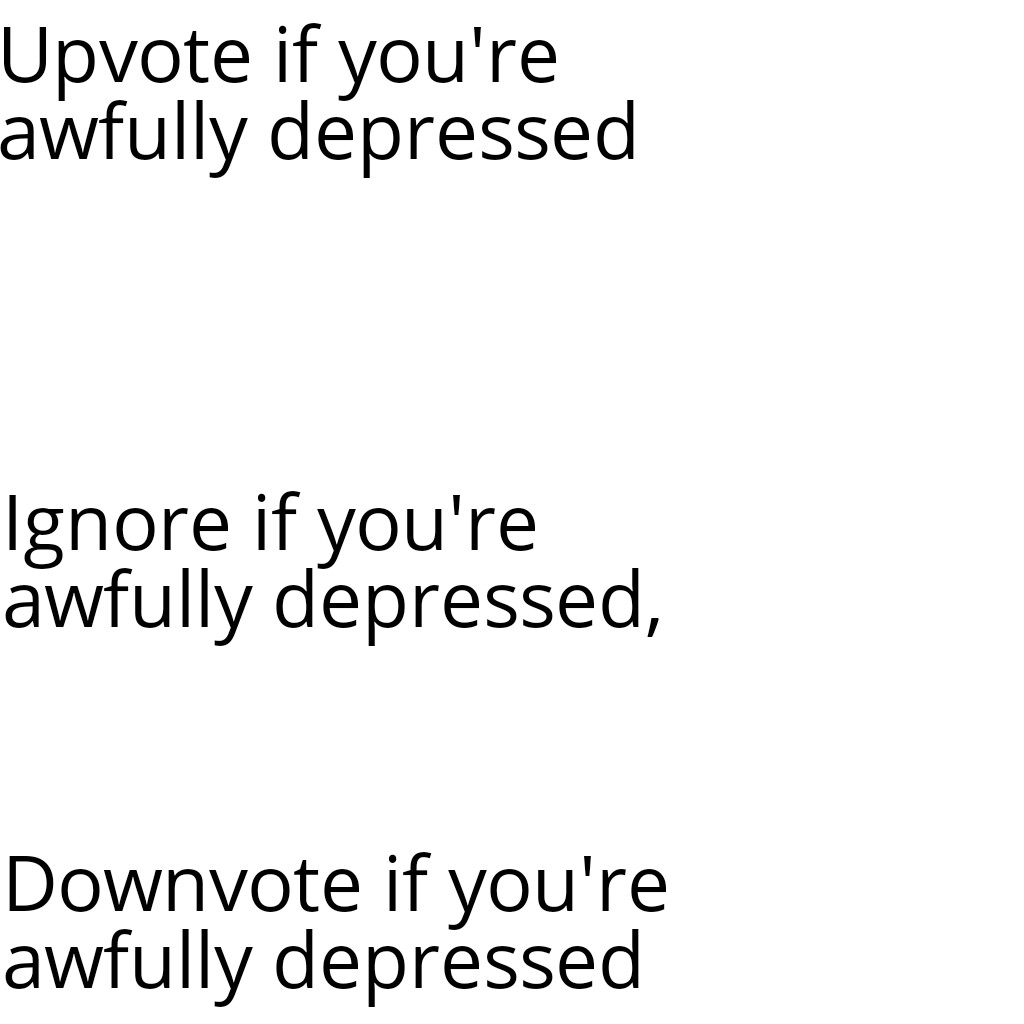 Upvote if you're
awfully depressed
Ignore if you're
awfully depressed,
Downvote if you're
awfully depressed